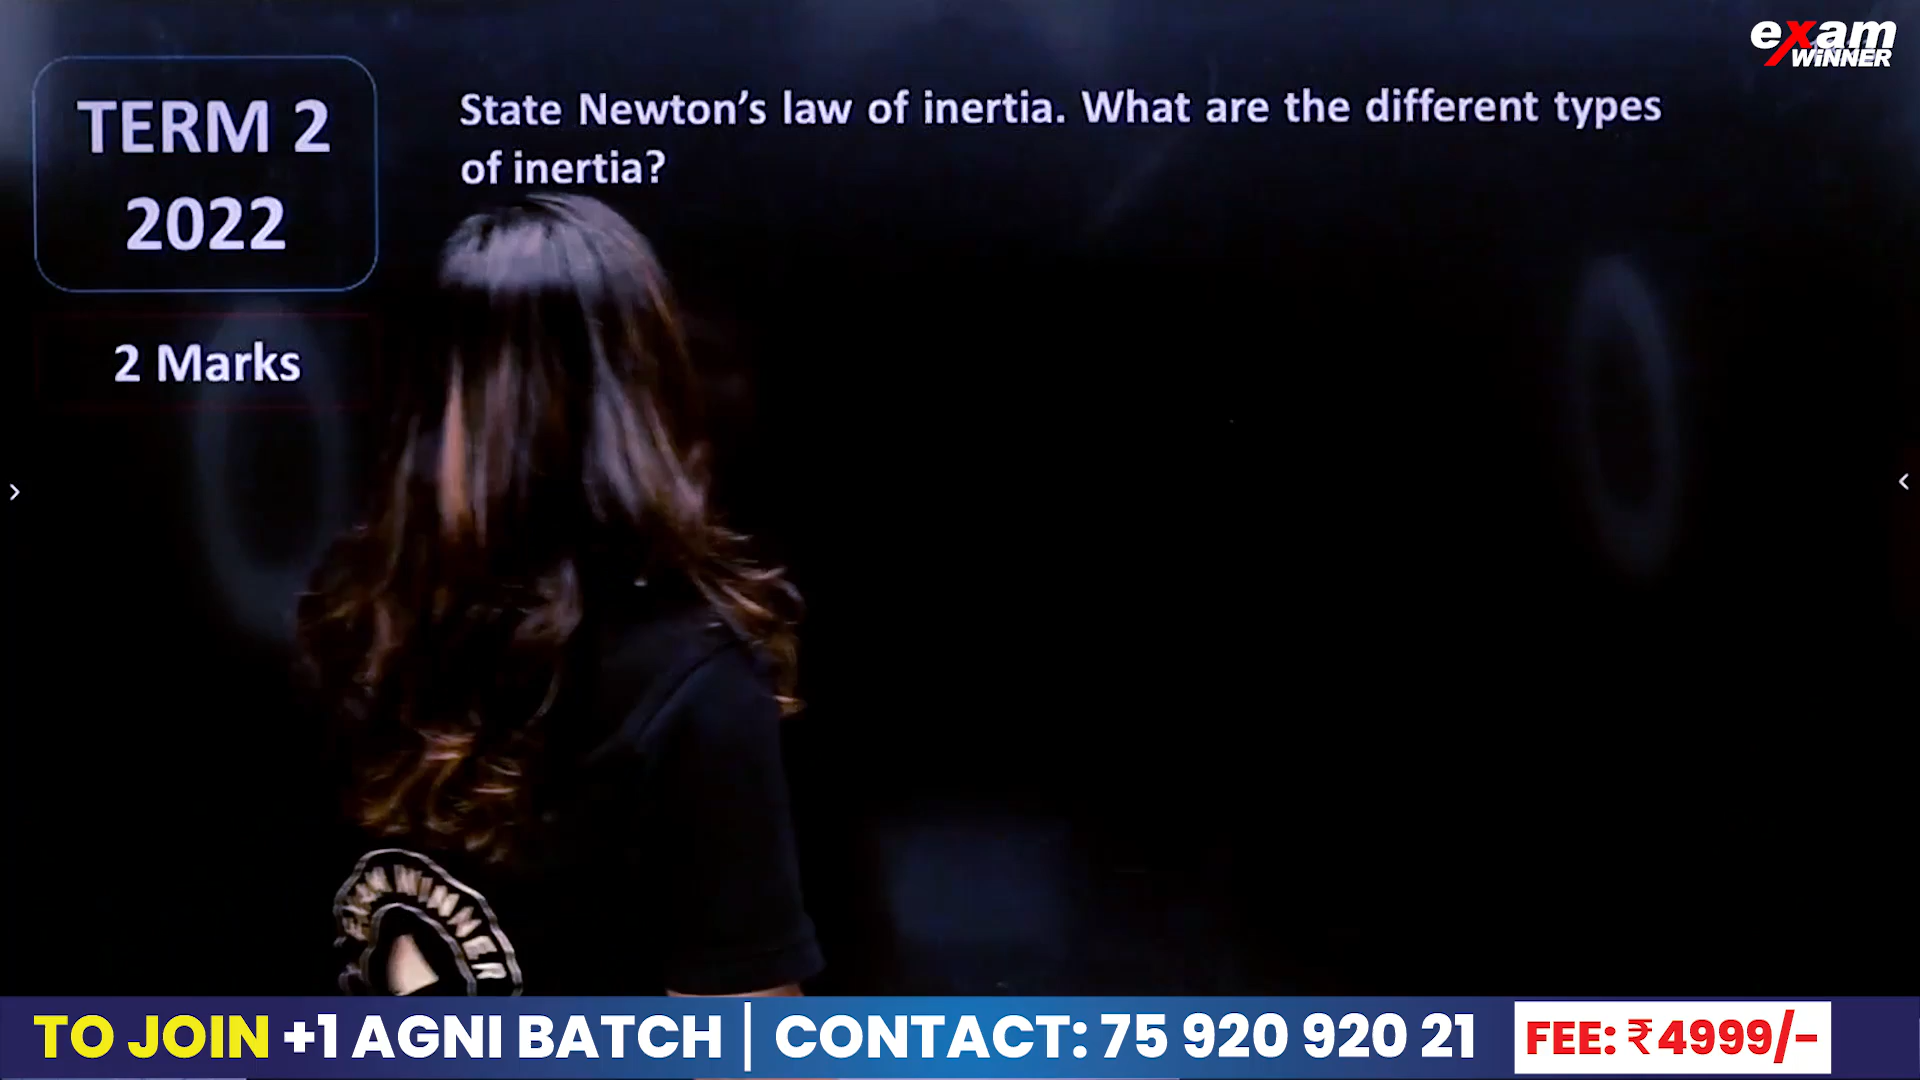 exam
WINNER
TERM 2
2022
State Newton's law of inertia. What are the different types
of inertia?
2 Marks
WINNER
TO JOIN +1 AGNI BATCH | CONTACT: 75 920 920 21
FEE: ₹4999/-